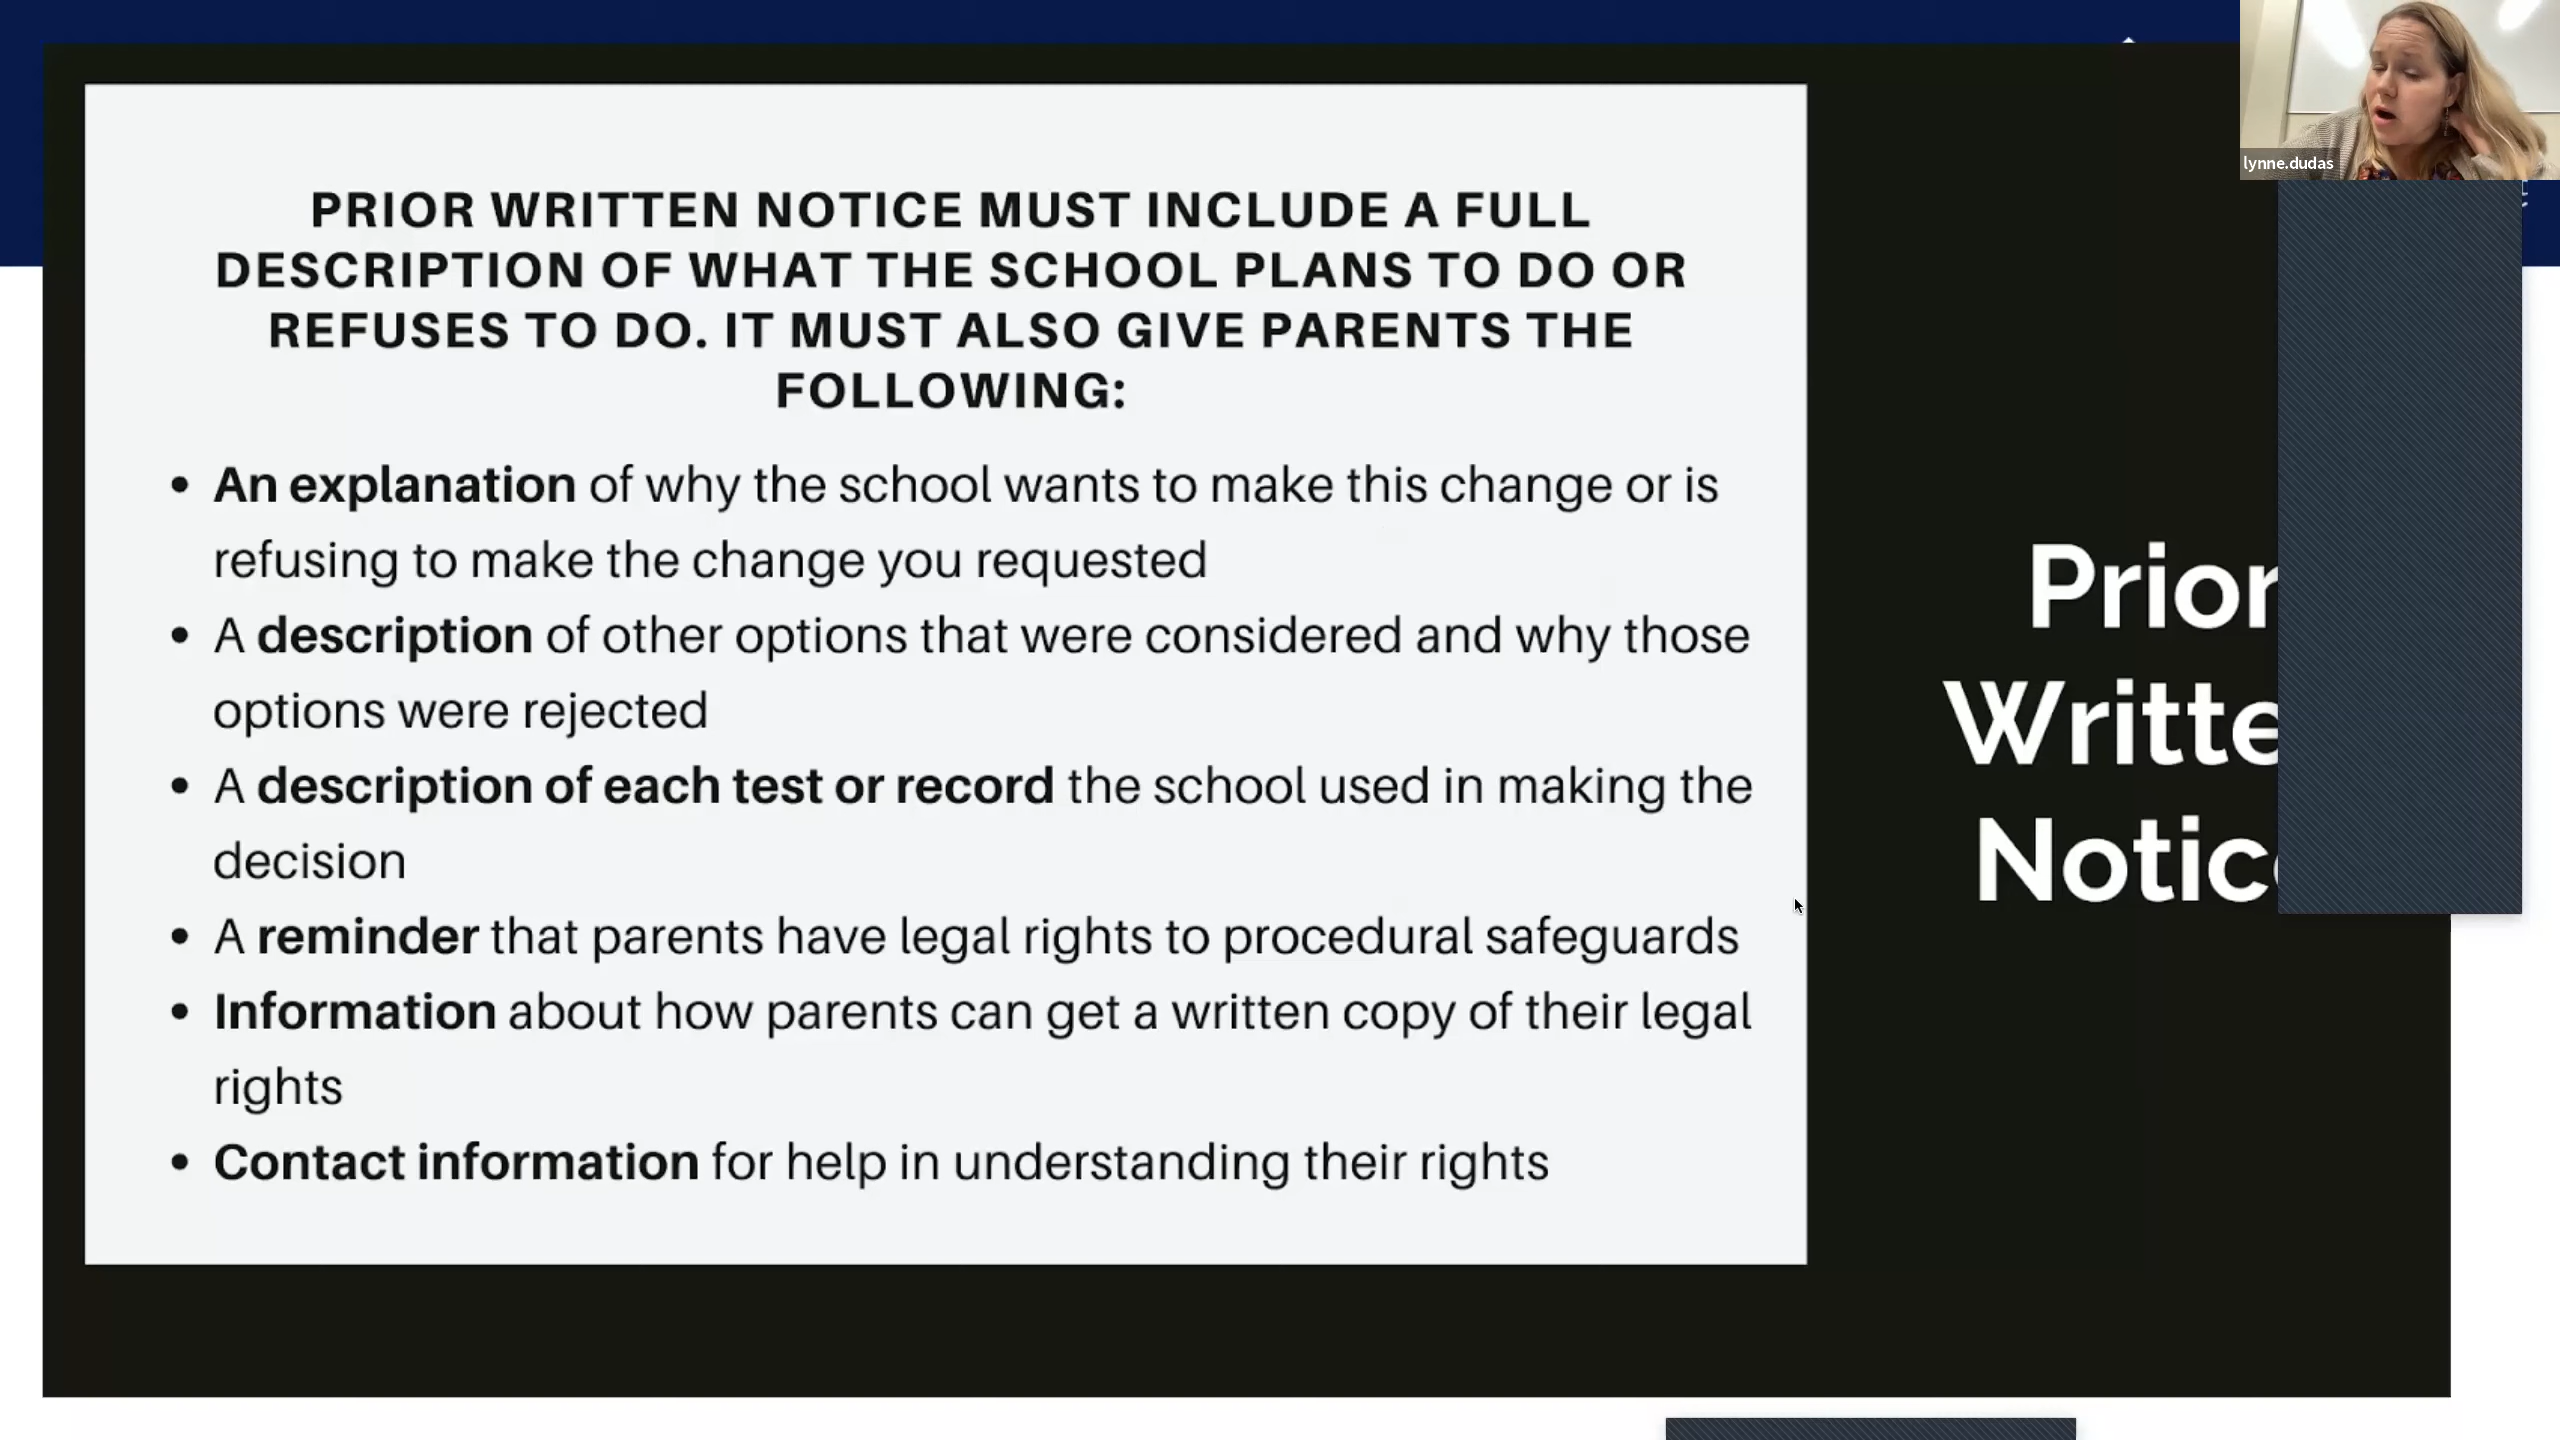 lynne.dudas
PRIOR WRITTEN NOTICE MUST INCLUDE A FULL
DESCRIPTION OF WHAT THE SCHOOL PLANS TO DO OR
REFUSES TO DO. IT MUST ALSO GIVE PARENTS THE
FOLLOWING:
• An explanation of why the school wants to make this change or is
refusing to make the change you requested
• A description of other options that were considered and why those
options were rejected
• A description of each test or record the school used in making the
decision
• A reminder that parents have legal rights to procedural safeguards
• Information about how parents can get a written copy of their legal
rights
• Contact information for help in understanding their rights
Prior
Writte
Notic